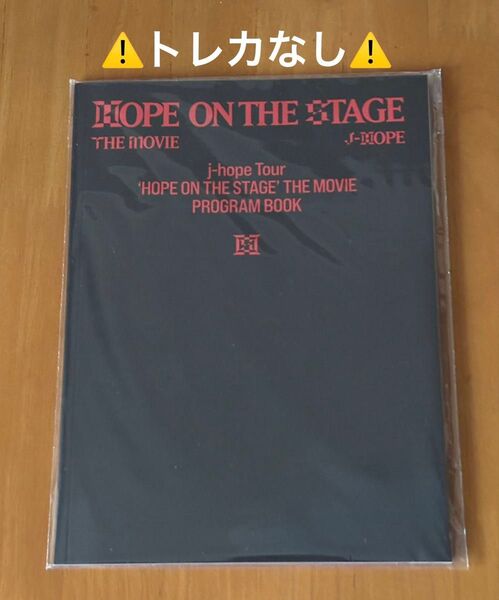 ⚠️トレカなし⚠️
HOPE ON THE STAGE
THE MOVIE j-HOPE
j-hope Tour
'HOPE ON THE STAGE' THE MOVIE
PROGRAM BOOK